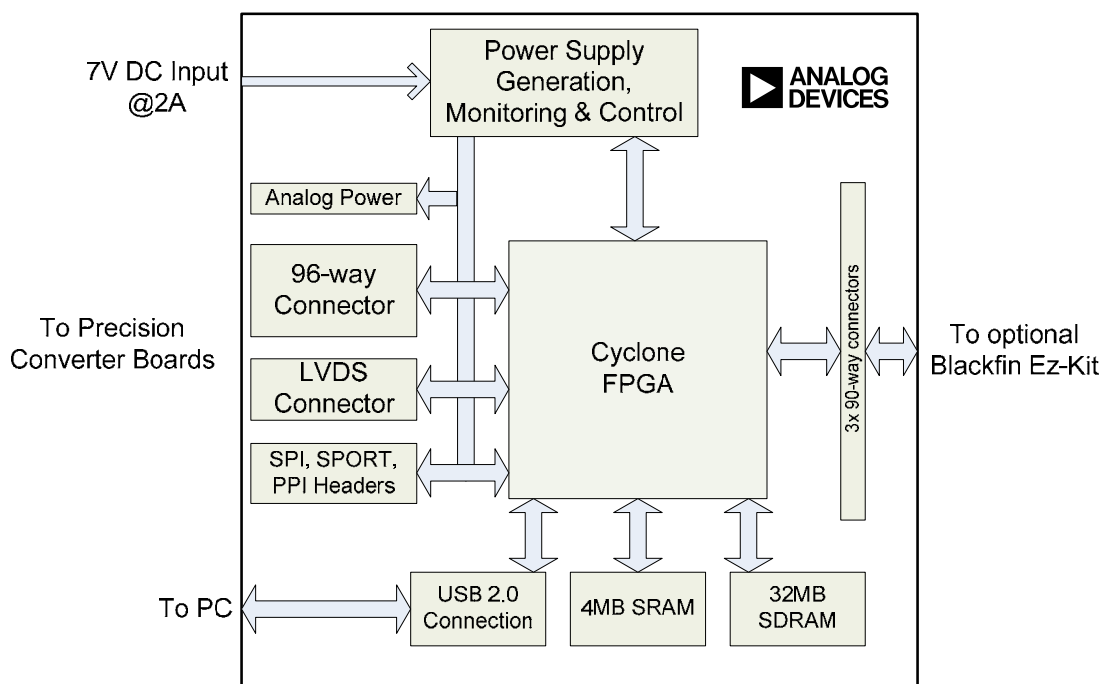 7V DC Input
@2A
Power Supply
Generation,
Monitoring & Control
ANALOG
DEVICES
Analog Power
96-way
Connector
To Precision
Converter Boards
LVDS
Connector
SPI, SPORT,
PPI Headers
Cyclone
FPGA
3x 90-way connectors
To optional
Blackfin Ez-Kit
To PC
USB 2.0
Connection
4MB SRAM
32MB
SDRAM